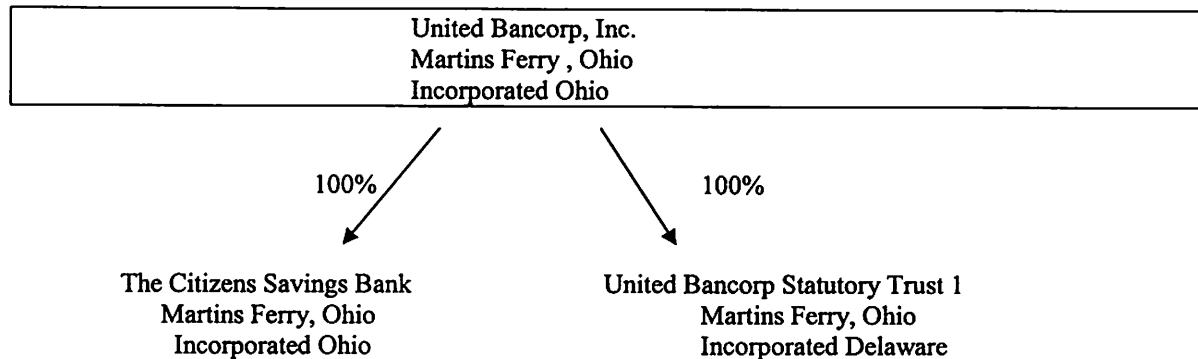 United Bancorp, Inc.
Martins Ferry , Ohio
Incorporated Ohio
100%
100%
The Citizens Savings Bank
Martins Ferry, Ohio
Incorporated Ohio
United Bancorp Statutory Trust 1
Martins Ferry, Ohio
Incorporated Delaware